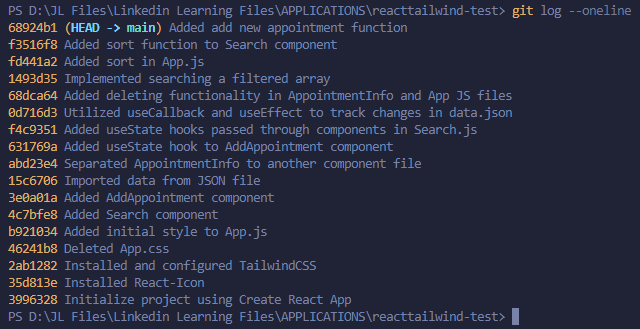 PS D:\JL Files\Linkedin Learning Files\APPLICATIONS\reacttailwind-test> git log --oneline
68924b1 (HEAD -> main) Added add new appointment function
f3516f8 Added sort function to Search component
fd441a2 Added sort in App.js
1493d35 Implemented searching a filtered array
68dca64 Added deleting functionality in AppointmentInfo and App JS files
0d716d3 Utilized useCallback and useEffect to track changes in data.json
f4c9351 Added useState hooks passed through components in Search.js
631769a Added useState hook to AddAppointment component
abd23e4 Separated AppointmentInfo to another component file
15c6706 Imported data from JSON file
3e0a01a Added AddAppointment component
4c7bfe8 Added Search component
b921034 Added initial style to App.js
46241b8 Deleted App.css
2ab1282 Installed and configured TailwindCSS
35d813e Installed React-Icon
3996328 Initialize project using Create React App
PS D:\JL Files\Linkedin Learning Files\APPLICATIONS\reacttailwind-test>